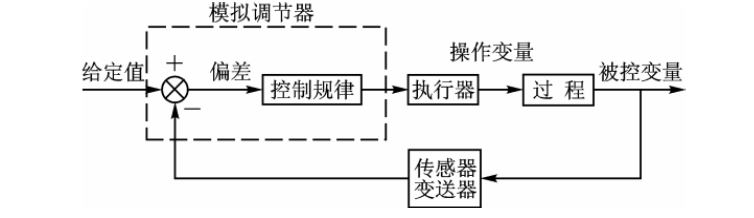 模拟调节器
操作变量
给定值
+
偏差
控制规律
执行器
过 程
被控变量
−
传感器
变送器